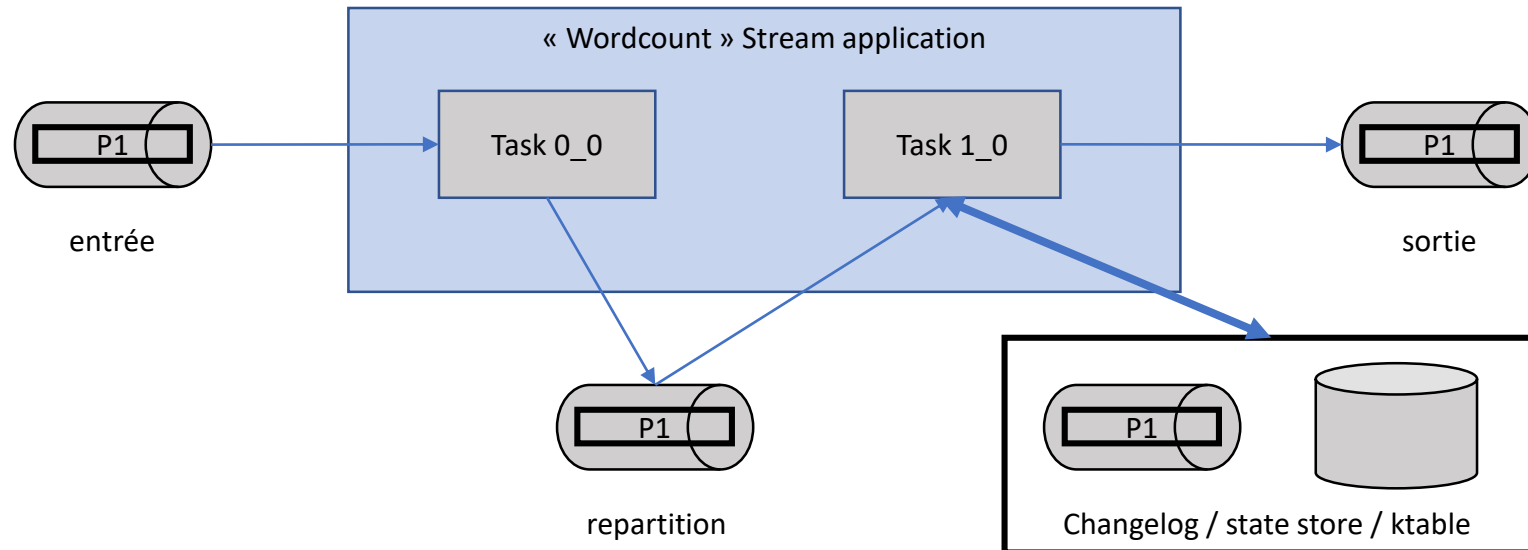 « Wordcount » Stream application
P1
Task 0_0
Task 1_0
P1
entrée
sortie
P1
P1
repartition
Changelog / state store / ktable